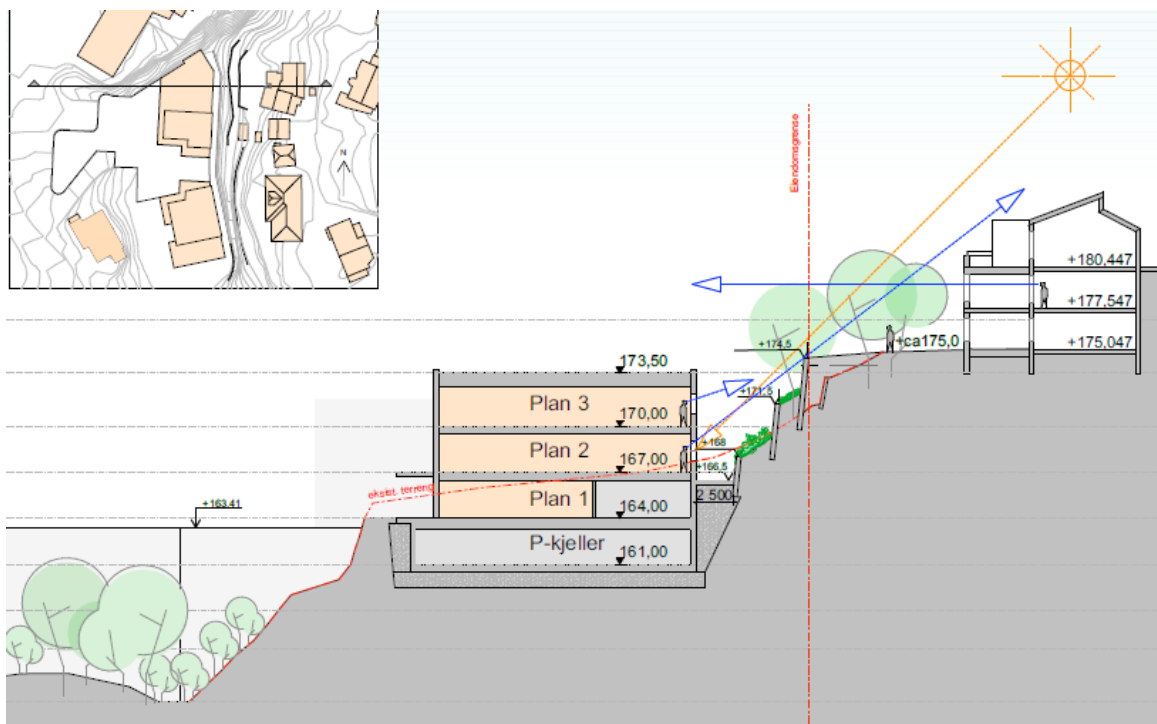 N
Eiendomsgrense
+180,447
+177,547
+ca175,0
+175,047
+174,5
173,50
+171,5
Plan 3
170,00
+168
Plan 2
167,00
+166,5
eksist. terreng
Plan 1
164,00
2 500
+163.41
P-kjeller
161,00